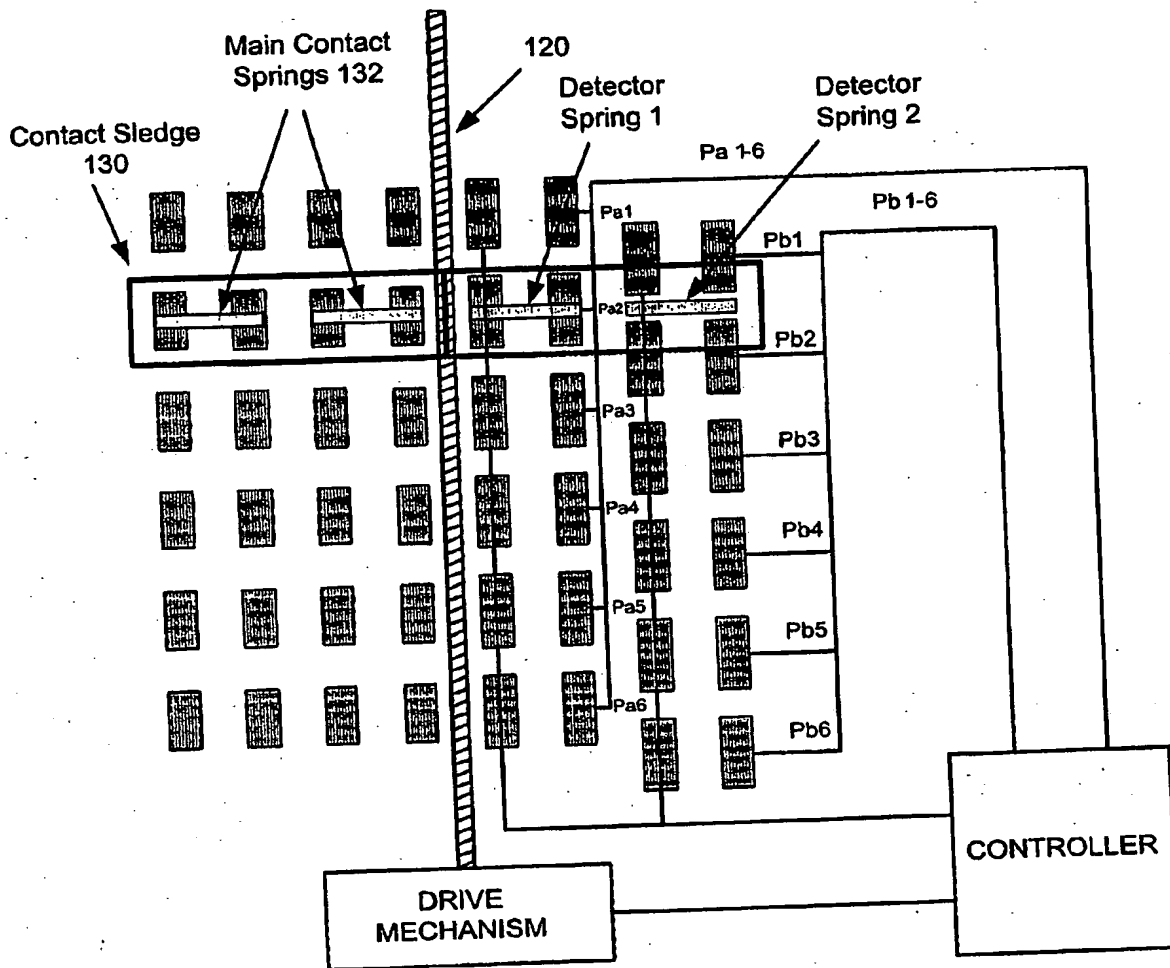 Main Contact
Springs 132
120
Detector
Spring 1
Detector
Spring 2
Contact Sledge
130
Pa 1-6
Pb 1-6
Pa1
Pb1
Pa2
Pb2
Pa3
Pb3
Pa4
Pb4
Pa5
Pb5
Pa6
Pb6
CONTROLLER
DRIVE
MECHANISM